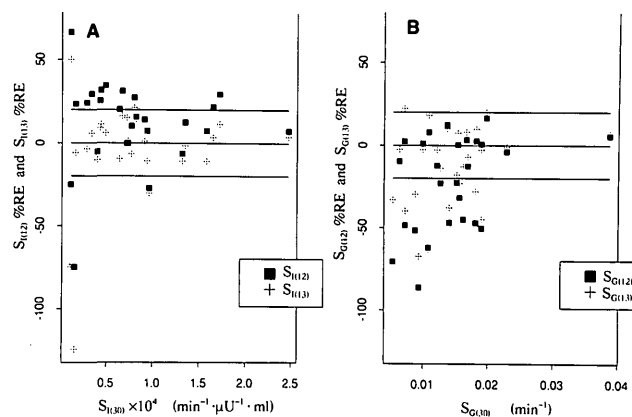 A
S_I(12) %RE and S_I(13) %RE
50
0
-50
-100
S_I(12)
S_I(13)
0.5 1.0 1.5 2.0 2.5
S_I(30) ×10⁴ (min⁻¹·μU⁻¹·ml)
B
S_G(12) %RE and S_G(13) %RE
50
0
-50
-100
S_G(12)
S_G(13)
0.01 0.02 0.03 0.04
S_G(30) (min⁻¹)